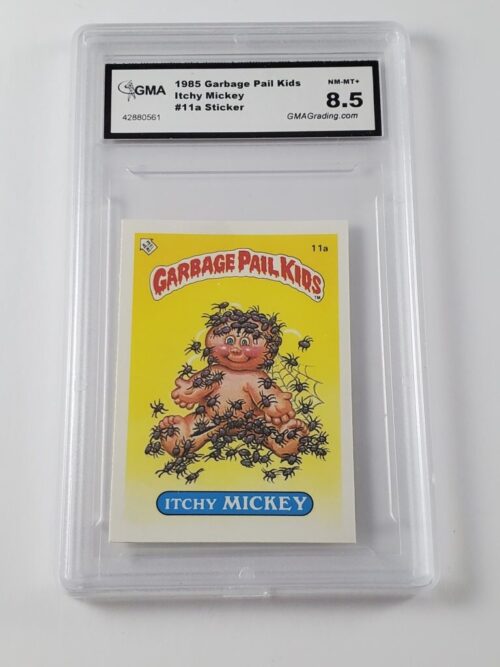 GMA
42880561
1985 Garbage Pail Kids
Itchy Mickey
#11a Sticker
NM-MT+
8.5
GMAGrading.com
11a
GARBAGE PAIL KIDS
TM
ITCHY MICKEY